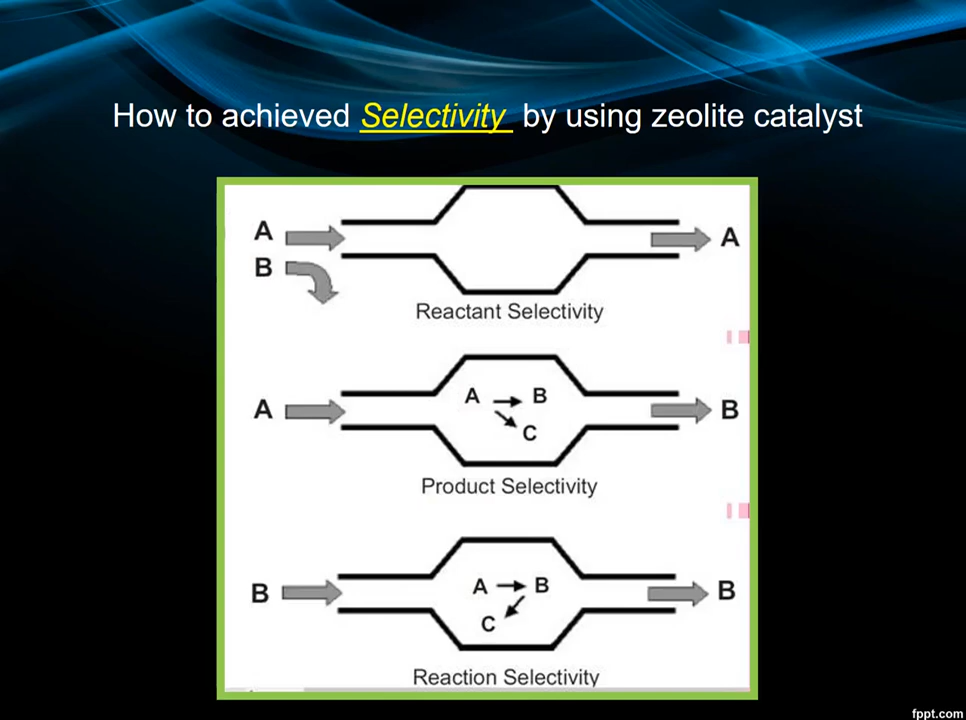 How to achieved Selectivity by using zeolite catalyst
A
B
A
Reactant Selectivity
A
A B
C
B
Product Selectivity
B
A B
C
B
Reaction Selectivity
fppt.com